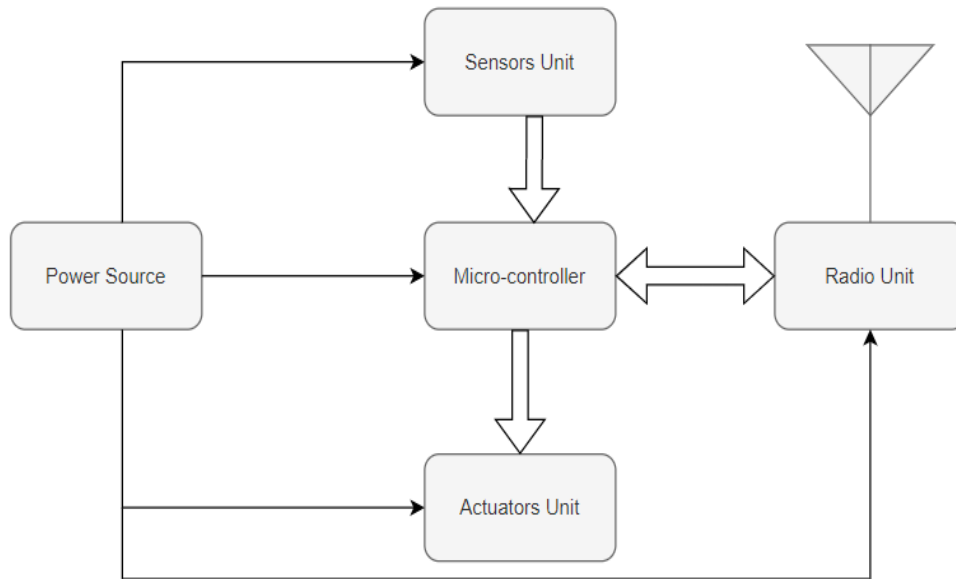 Sensors Unit
Power Source
Micro-controller
Radio Unit
Actuators Unit